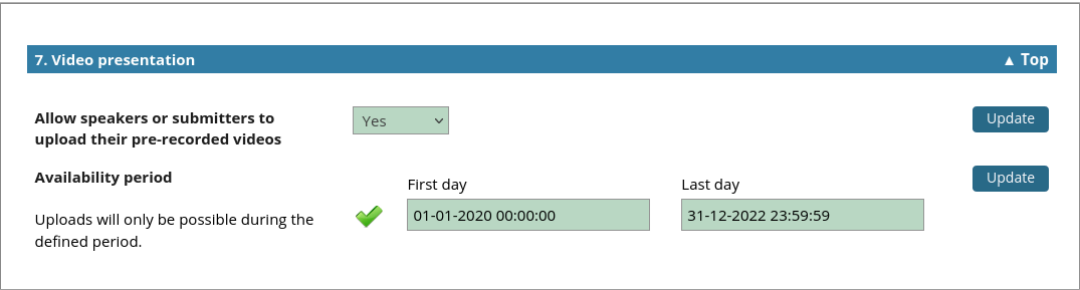 7. Video presentation ▲ Top
Allow speakers or submitters to
upload their pre-recorded videos
Yes
Update
Availability period
Update
First day
Last day
Uploads will only be possible during the
defined period.
01-01-2020 00:00:00
31-12-2022 23:59:59